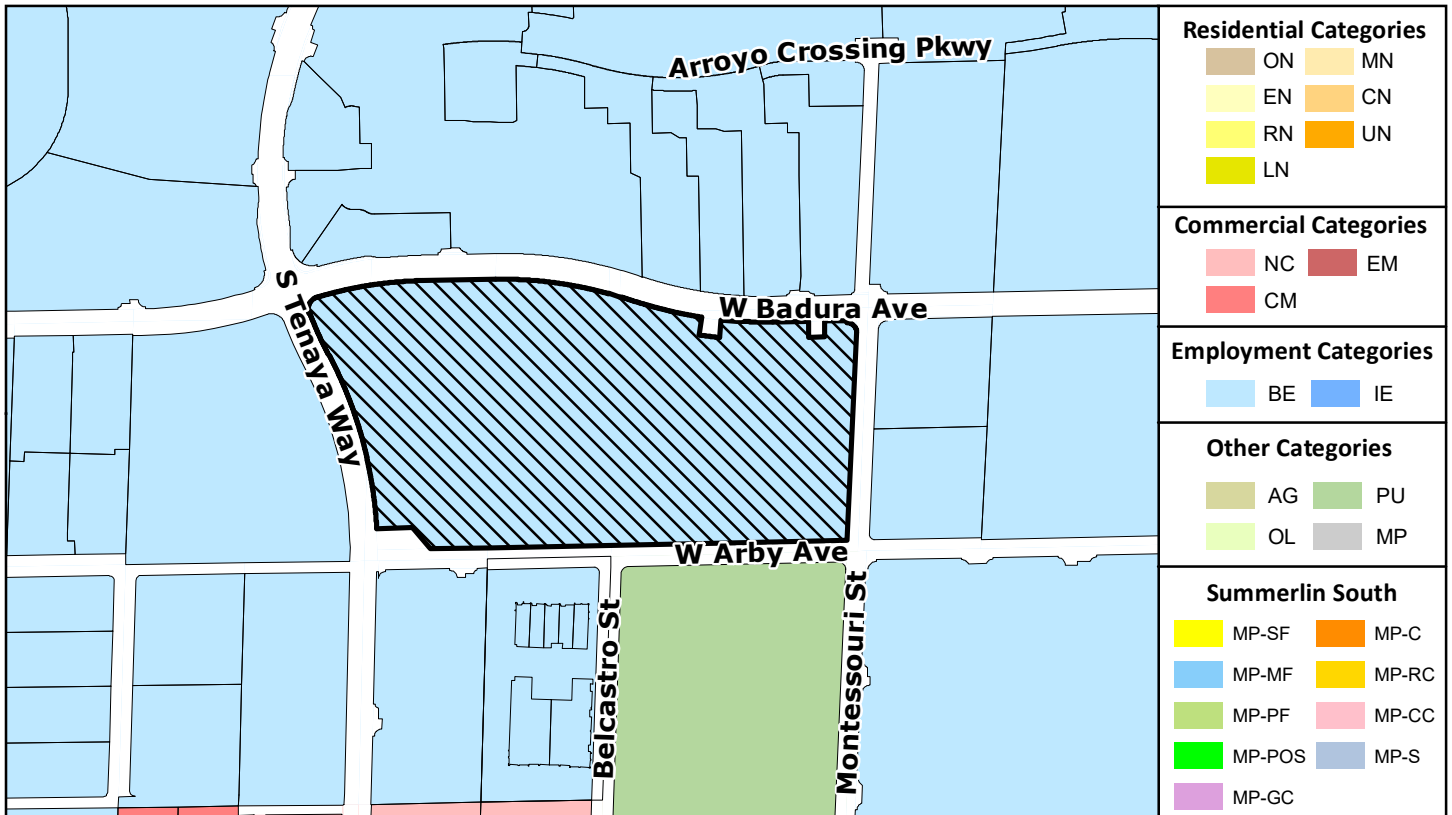 Arroyo Crossing Pkwy
S Tenaya Way
W Badura Ave
W Arby Ave
Belcastro St
Montessouri St
Residential Categories
ON MN
EN CN
RN UN
LN
Commercial Categories
NC EM
CM
Employment Categories
BE IE
Other Categories
AG PU
OL MP
Summerlin South
MP-SF MP-C
MP-MF MP-RC
MP-PF MP-CC
MP-POS MP-S
MP-GC